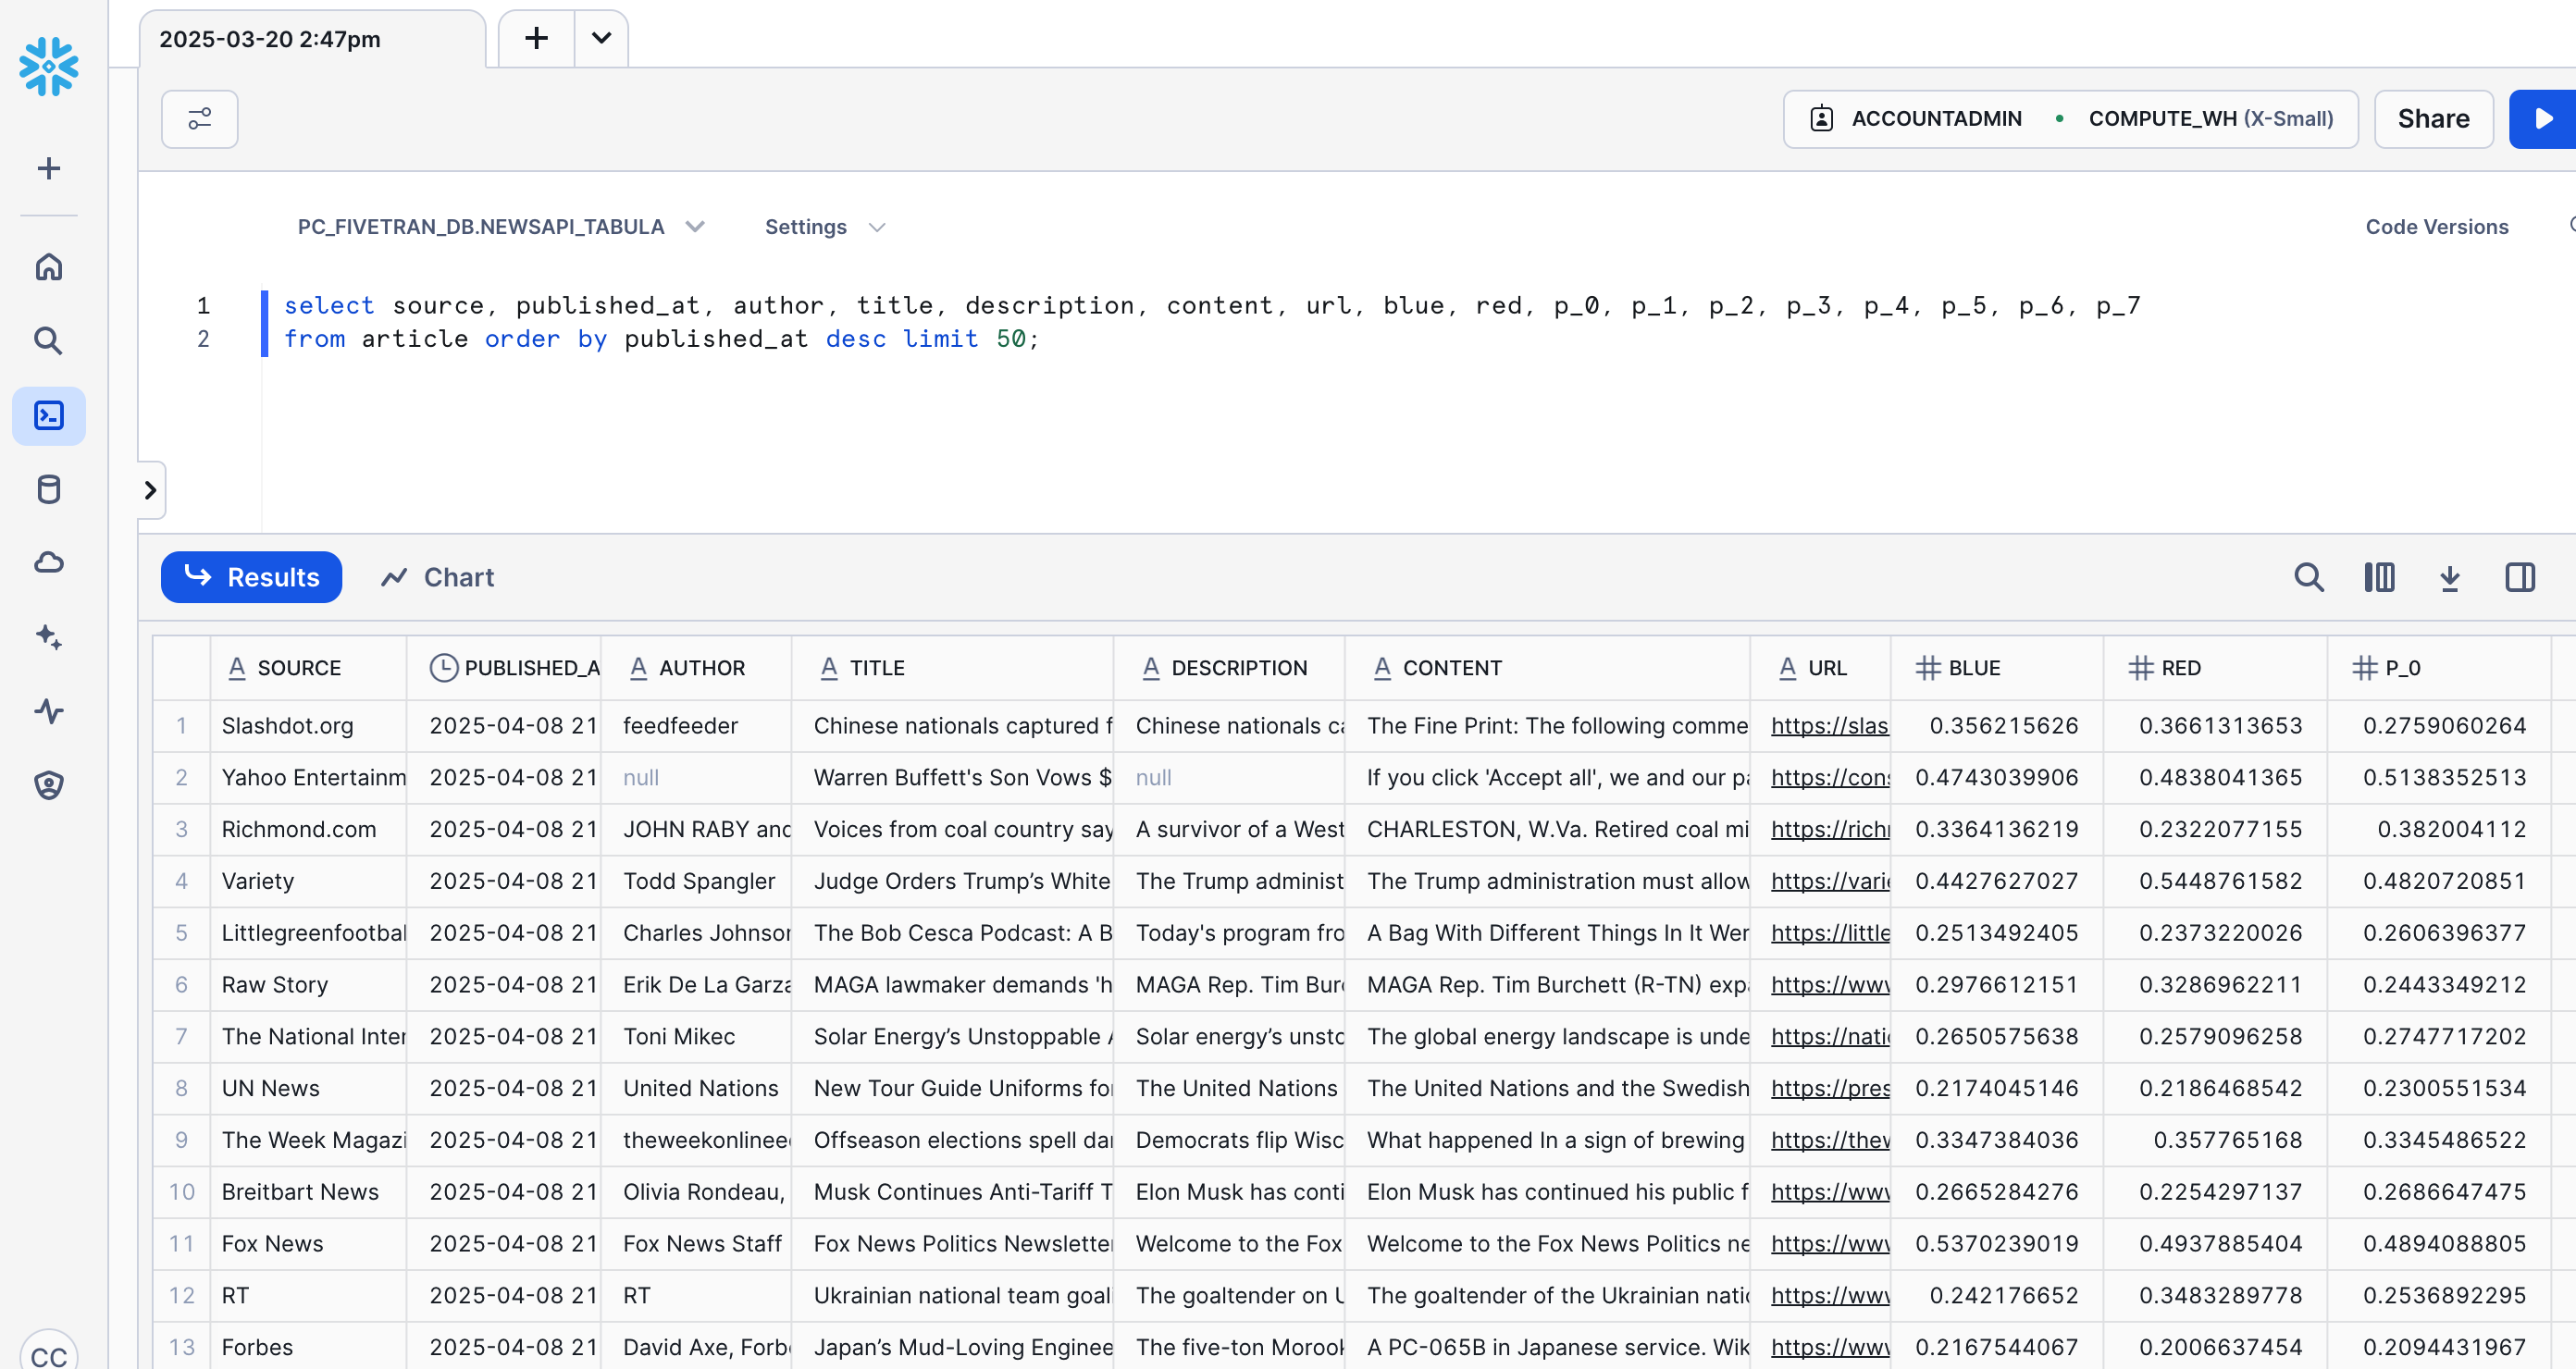 2025-03-20 2:47pm
ACCOUNTADMIN • COMPUTE_WH (X-Small) Share
PC_FIVETRAN_DB.NEWSAPI_TABULA Settings Code Versions
1 select source, published_at, author, title, description, content, url, blue, red, p_0, p_1, p_2, p_3, p_4, p_5, p_6, p_7
2 from article order by published_at desc limit 50;
Results Chart
A SOURCE PUBLISHED_A A AUTHOR A TITLE A DESCRIPTION A CONTENT A URL # BLUE # RED # P_0
1 Slashdot.org 2025-04-08 21 feedfeeder Chinese nationals captured f Chinese nationals ca The Fine Print: The following comme https://slas 0.356215626 0.3661313653 0.2759060264
2 Yahoo Entertainm 2025-04-08 21 null Warren Buffett's Son Vows $ null If you click 'Accept all', we and our pa https://cons 0.4743039906 0.4838041365 0.5138352513
3 Richmond.com 2025-04-08 21 JOHN RABY and Voices from coal country say A survivor of a West CHARLESTON, W.Va. Retired coal mi https://rich 0.3364136219 0.2322077155 0.382004112
4 Variety 2025-04-08 21 Todd Spangler Judge Orders Trump’s White The Trump administ The Trump administration must allow https://varie 0.4427627027 0.5448761582 0.4820720851
5 Littlegreenfootbal 2025-04-08 21 Charles Johnson The Bob Cesca Podcast: A B Today's program fro A Bag With Different Things In It Wer https://little 0.2513492405 0.2373220026 0.2606396377
6 Raw Story 2025-04-08 21 Erik De La Garza MAGA lawmaker demands 'h MAGA Rep. Tim Burc MAGA Rep. Tim Burchett (R-TN) expa https://www 0.2976612151 0.3286962211 0.2443349212
7 The National Inter 2025-04-08 21 Toni Mikec Solar Energy’s Unstoppable A Solar energy’s unsto The global energy landscape is unde https://natio 0.2650575638 0.2579096258 0.2747717202
8 UN News 2025-04-08 21 United Nations New Tour Guide Uniforms for The United Nations The United Nations and the Swedish https://pres 0.2174045146 0.2186468542 0.2300551534
9 The Week Magazi 2025-04-08 21 theweekonlineed Offseason elections spell dan Democrats flip Wisc What happened In a sign of brewing https://thew 0.3347384036 0.357765168 0.3345486522
10 Breitbart News 2025-04-08 21 Olivia Rondeau, Musk Continues Anti-Tariff T Elon Musk has conti Elon Musk has continued his public f https://www 0.2665284276 0.2254297137 0.2686647475
11 Fox News 2025-04-08 21 Fox News Staff Fox News Politics Newsletter Welcome to the Fox Welcome to the Fox News Politics ne https://www 0.5370239019 0.4937885404 0.4894088805
12 RT 2025-04-08 21 RT Ukrainian national team goal The goaltender on U The goaltender of the Ukrainian natio https://www 0.242176652 0.3483289778 0.2536892295
13 Forbes 2025-04-08 21 David Axe, Forb Japan’s Mud-Loving Enginee The five-ton Morook A PC-065B in Japanese service. Wik https://www 0.2167544067 0.2006637454 0.2094431967
CC